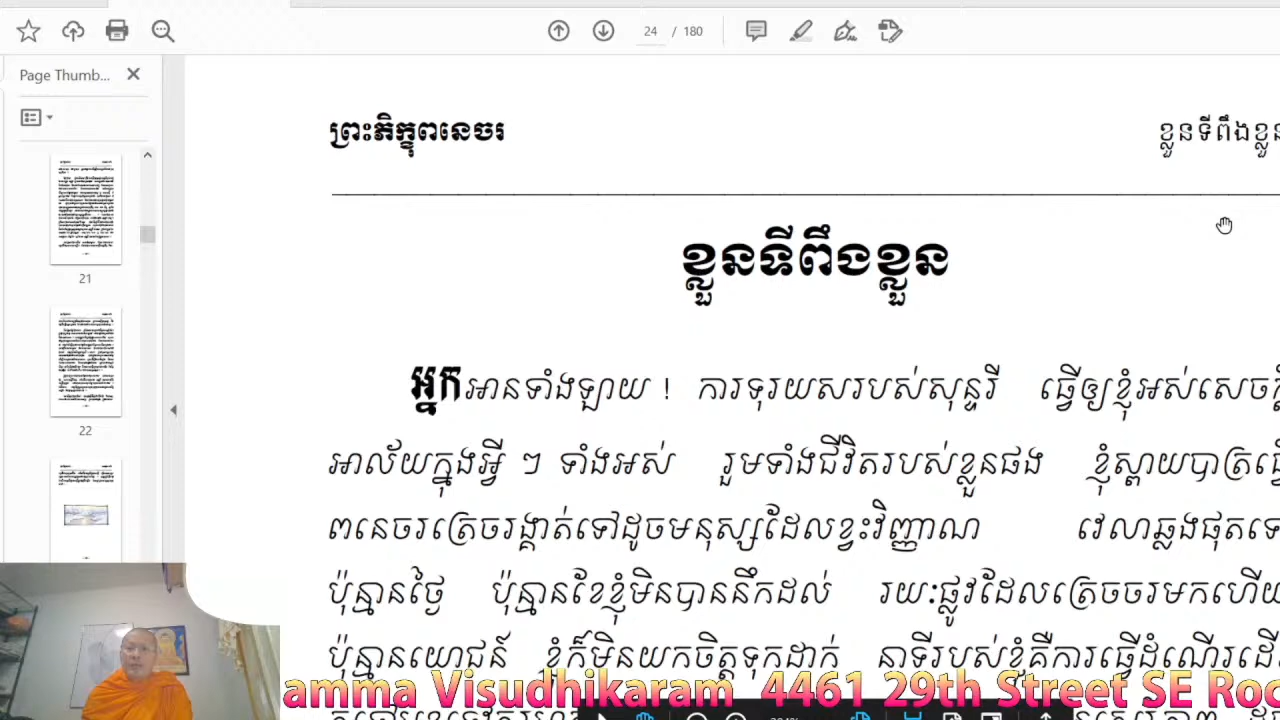 24 / 180
Page Thumb...
ព្រះភិក្ខុពនេចរ
ខ្លួនទីពឹងខ្លួន
21
22
ខ្លួនទីពឹងខ្លួន
អ្នកអានទាំងឡាយ ! ការទុរយសរបស់សុន្ទរី ធ្វើឲ្យខ្ញុំអស់សេចក្តី
អាល័យក្នុងអ្វី ៗ ទាំងអស់ រួមទាំងជីវិតរបស់ខ្លួនផង ខ្ញុំស្ពាយបាត្រធ្វើ
ពនេចរត្រេចរង្គាត់ទៅដូចមនុស្សដែលខ្វះវិញ្ញាណ វេលាឆ្លងផុតទៅ
ប៉ុន្មានថ្ងៃ ប៉ុន្មានខែខ្ញុំមិនបាននឹកដល់ រយៈផ្លូវដែលត្រេចចរមកហើយ
ប៉ុន្មានយោជន៍ ខ្ញុំក៏មិនយកចិត្តទុកដាក់ នាទីរបស់ខ្ញុំគឺការធ្វើដំណើរដើ
amma Visudhikaram 4461 29th Street SE Roc